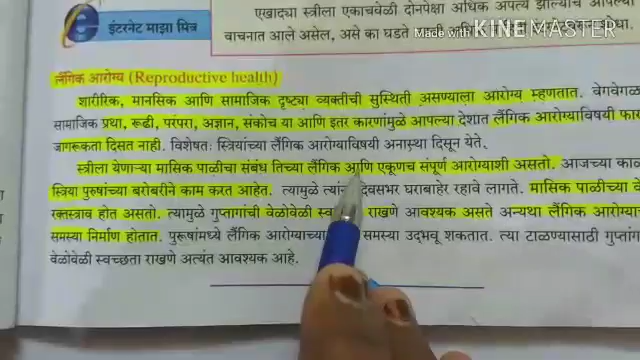 एखाद्या स्त्रीला एकाचवेळी दोनपेक्षा अधिक अपत्ये झाल्याचे आपल्या
वाचनात आले असेल, असे का घडते
Made with KINEMASTER
इंटरनेट माझा मित्र
लैंगिक आरोग्य (Reproductive health)
शारीरिक, मानसिक आणि सामाजिक दृष्ट्या व्यक्तीची सुस्थिती असण्याला आरोग्य म्हणतात. वेगवेगळ
सामाजिक प्रथा, रूढी, परंपरा, अज्ञान, संकोच या आणि इतर कारणांमुळे आपल्या देशात लैंगिक आरोग्याविषयी फार
जागरूकता दिसत नाही. विशेषतः स्त्रियांच्या लैंगिक आरोग्याविषयी अनास्था दिसून येते.
स्त्रीला येणाऱ्या मासिक पाळीचा संबंध तिच्या लैंगिक आणि एकूणच संपूर्ण आरोग्याशी असतो. आजच्या काळ
स्त्रिया पुरुषांच्या बरोबरीने काम करत आहेत. त्यामुळे त्यांना दिवसभर घराबाहेर रहावे लागते. मासिक पाळीच्या वे
रक्तस्राव होत असतो. त्यामुळे गुप्तांगांची वेळोवेळी राखणे आवश्यक असते अन्यथा लैंगिक आरोग्या
समस्या निर्माण होतात. पुरुषांमध्ये लैंगिक आरोग्याच्या समस्या उद्भवू शकतात. त्या टाळण्यासाठी गुप्तांग
वेळोवेळी स्वच्छता राखणे अत्यंत आवश्यक आहे.